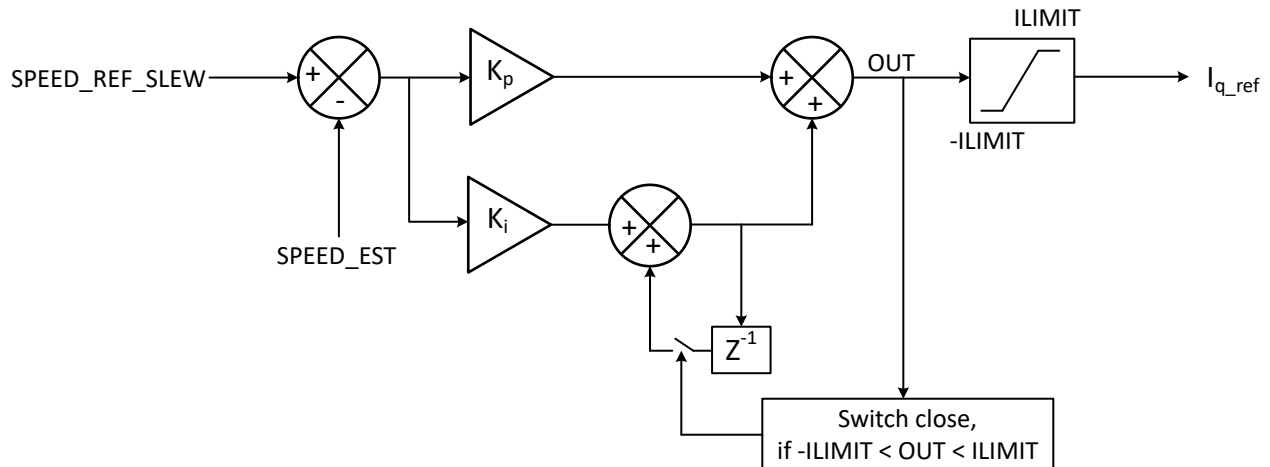 ILIMIT
SPEED_REF_SLEW
+
-
K_p
+
+
OUT
I_q_ref
-ILIMIT
SPEED_EST
K_i
+
+
Z^-1
Switch close,
if -ILIMIT < OUT < ILIMIT